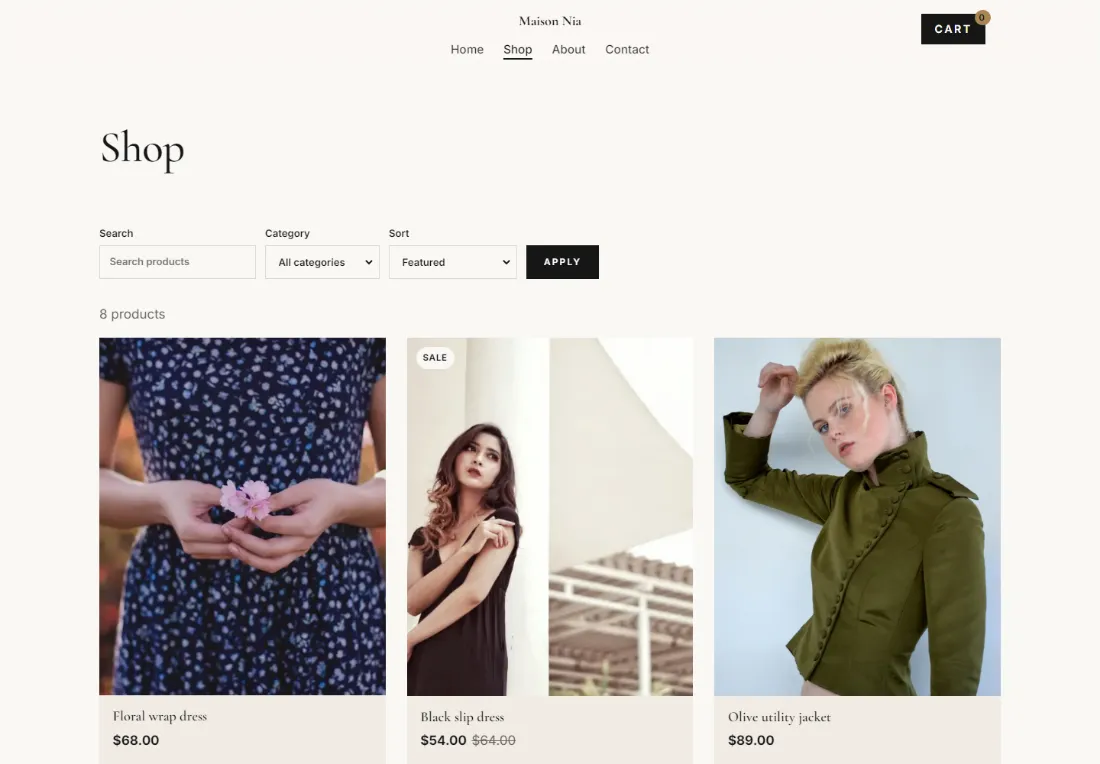 Maison Nia
CART 0
Home Shop About Contact
Shop
Search Category Sort
Search products All categories Featured APPLY
8 products
SALE
Floral wrap dress
$68.00
Black slip dress
$54.00 $64.00
Olive utility jacket
$89.00